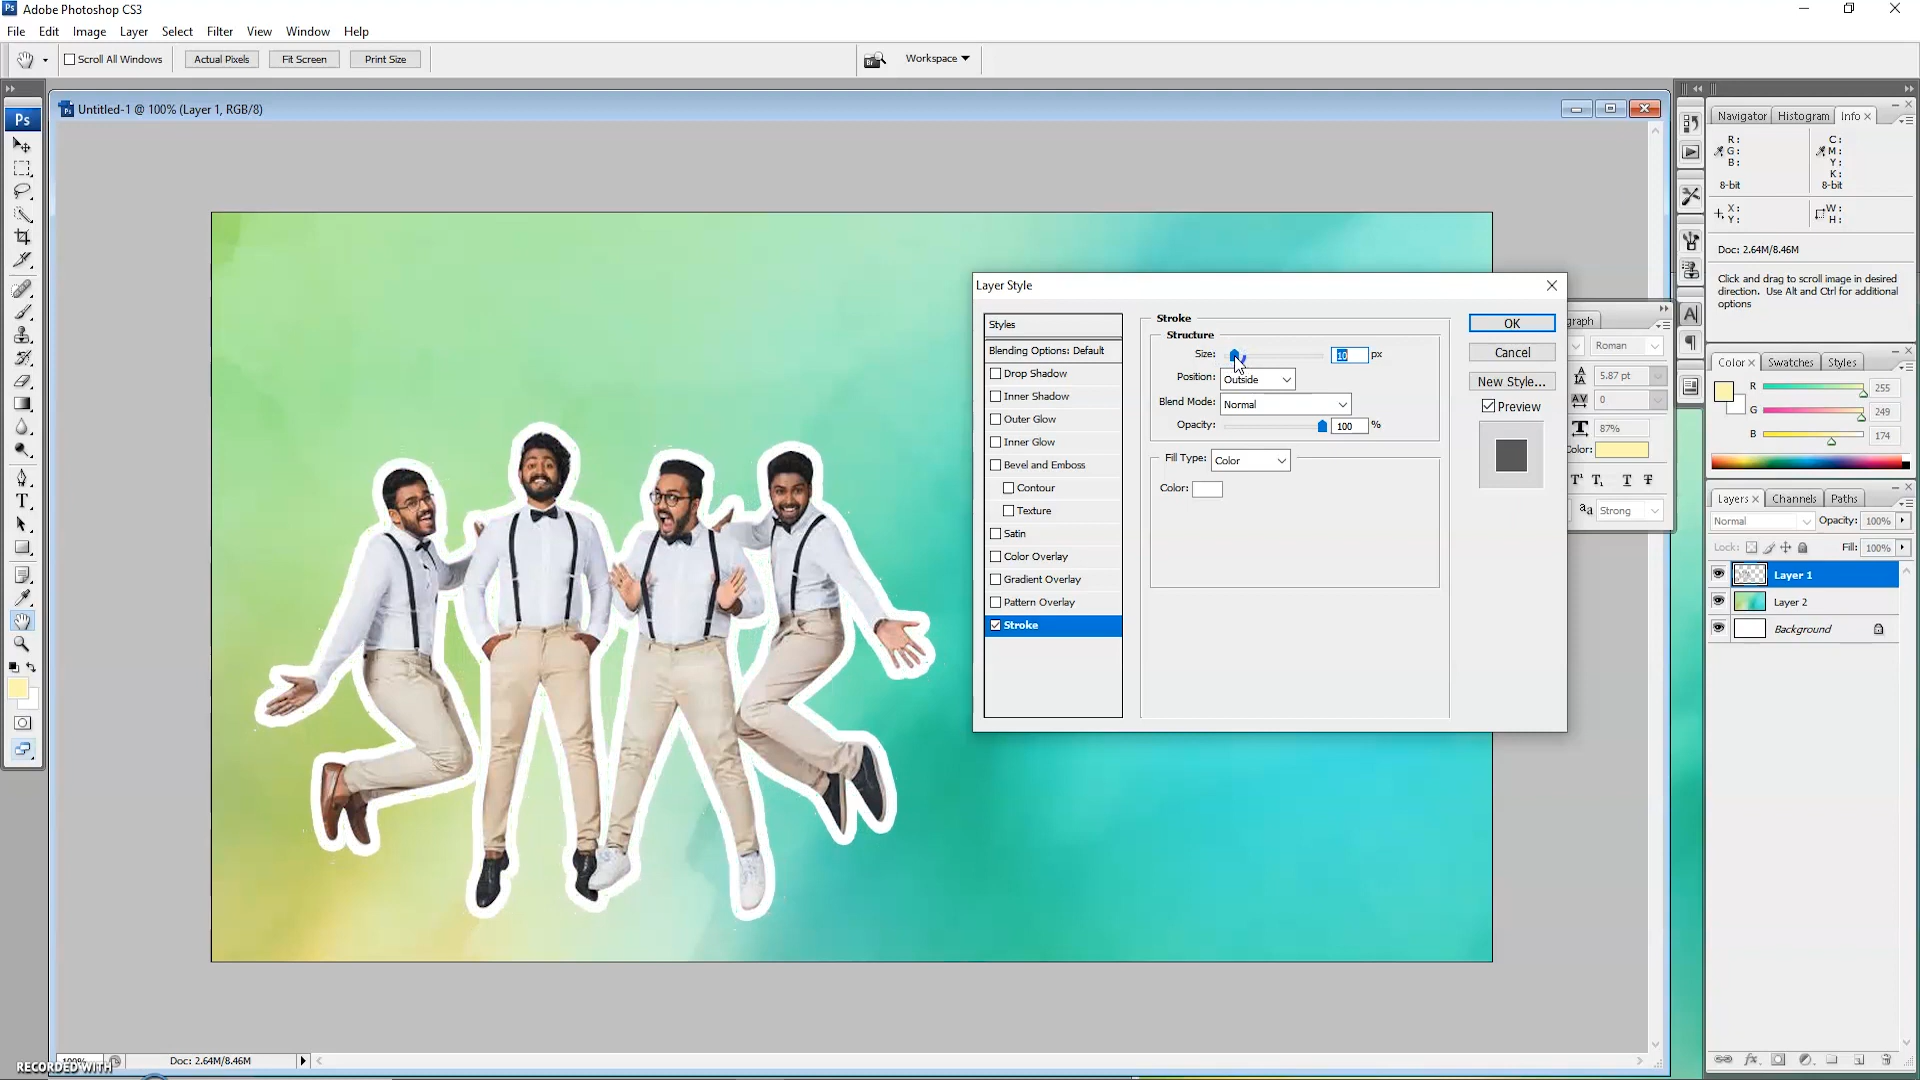 Adobe Photoshop CS3
File Edit Image Layer Select Filter View Window Help
Scroll All Windows Actual Pixels Fit Screen Print Size Workspace
Untitled-1 @ 100% (Layer 1, RGB/8)
Layer Style
Styles
Blending Options: Default
Drop Shadow
Inner Shadow
Outer Glow
Inner Glow
Bevel and Emboss
Contour
Texture
Satin
Color Overlay
Gradient Overlay
Pattern Overlay
Stroke
Stroke
Structure
Size: 10 px
Position: Outside
Blend Mode: Normal
Opacity: 100 %
Fill Type: Color
Color:
OK
Cancel
New Style...
Preview
graph
Roman
5.87 pt
0
87%
Color:
Strong
Navigator Histogram Info
R: C:
G: M:
B: Y:
K:
8-bit 8-bit
X: W:
Y: H:
Doc: 2.64M/8.46M
Click and drag to scroll image in desired
direction. Use Alt and Ctrl for additional
options
Color Swatches Styles
R 255
G 249
B 174
Layers Channels Paths
Normal Opacity: 100%
Lock: Fill: 100%
Layer 1
Layer 2
Background
100% Doc: 2.64M/8.46M
RECORDED WITH